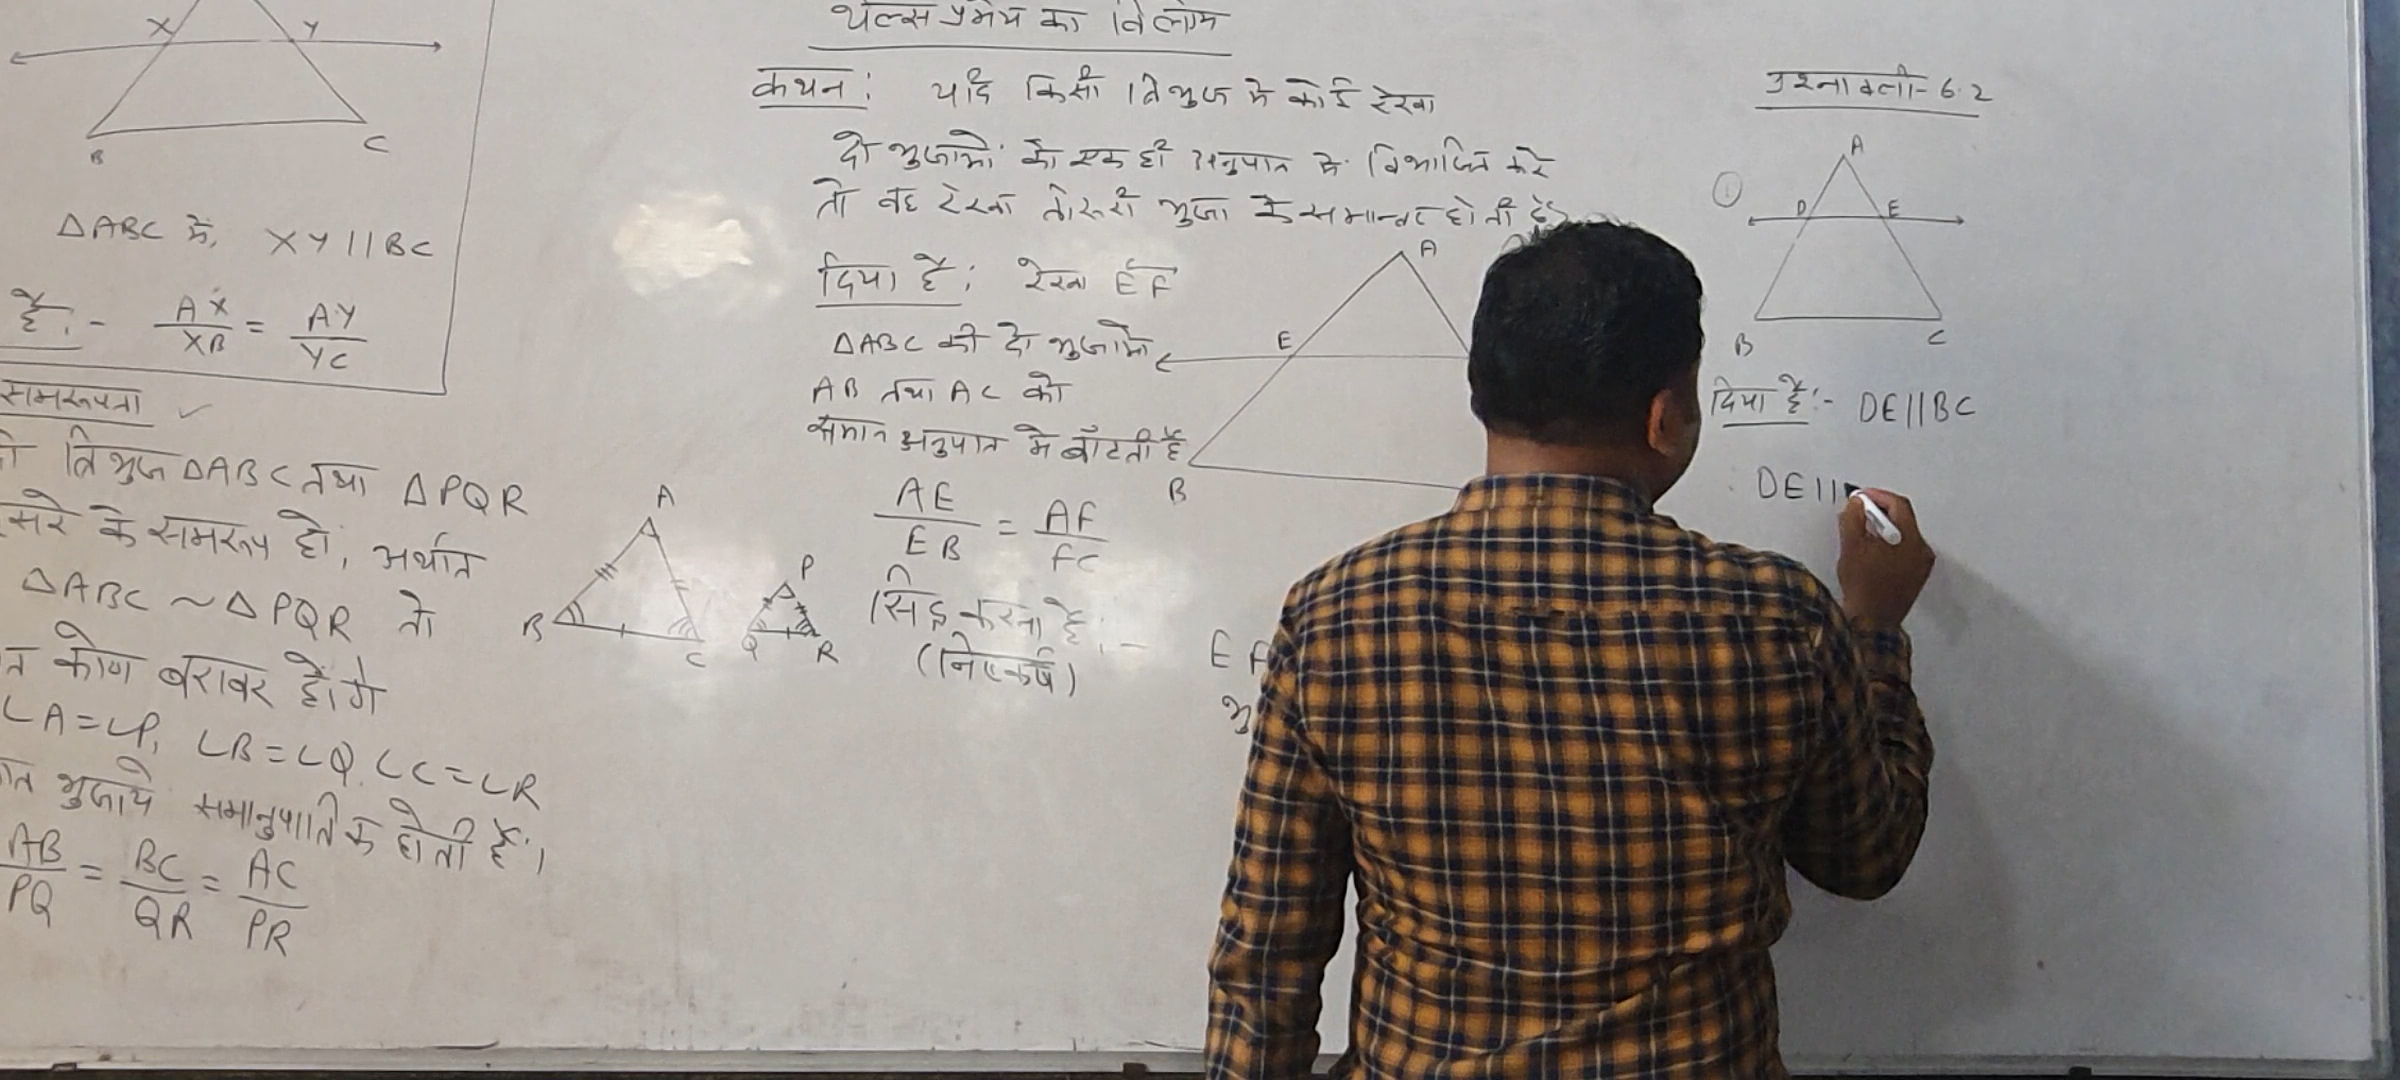 X Y
B C
ΔABC में, XY || BC
है:- AX/XB = AY/YC
समरूपता ✓
त्रिभुज ΔABC तथा ΔPQR
के समरूप हो, अर्थात
ΔABC ~ ΔPQR तो
कोण बराबर होंगे
∠A=∠P, ∠B=∠Q, ∠C=∠R
भुजाये समानुपातिक होती हैं।
AB/PQ = BC/QR = AC/PR
A
B C
P
Q R
थेल्स प्रमेय का विलोम
कथन: यदि किसी त्रिभुज मे कोई रेखा
दो भुजाओं को एक ही अनुपात मे विभाजित करे
तो वह रेखा तीसरी भुजा के समान्तर होती है
दिया है: रेखा EF
ΔABC की दो भुजाओ
AB तथा AC को
समान अनुपात मे बाँटती है
AE/EB = AF/FC
सिद्ध करना है:-
(निष्कर्ष)
A
E
B
प्रश्नावली-6.2
①
A
D E
B C
दिया है:- DE||BC
DE||